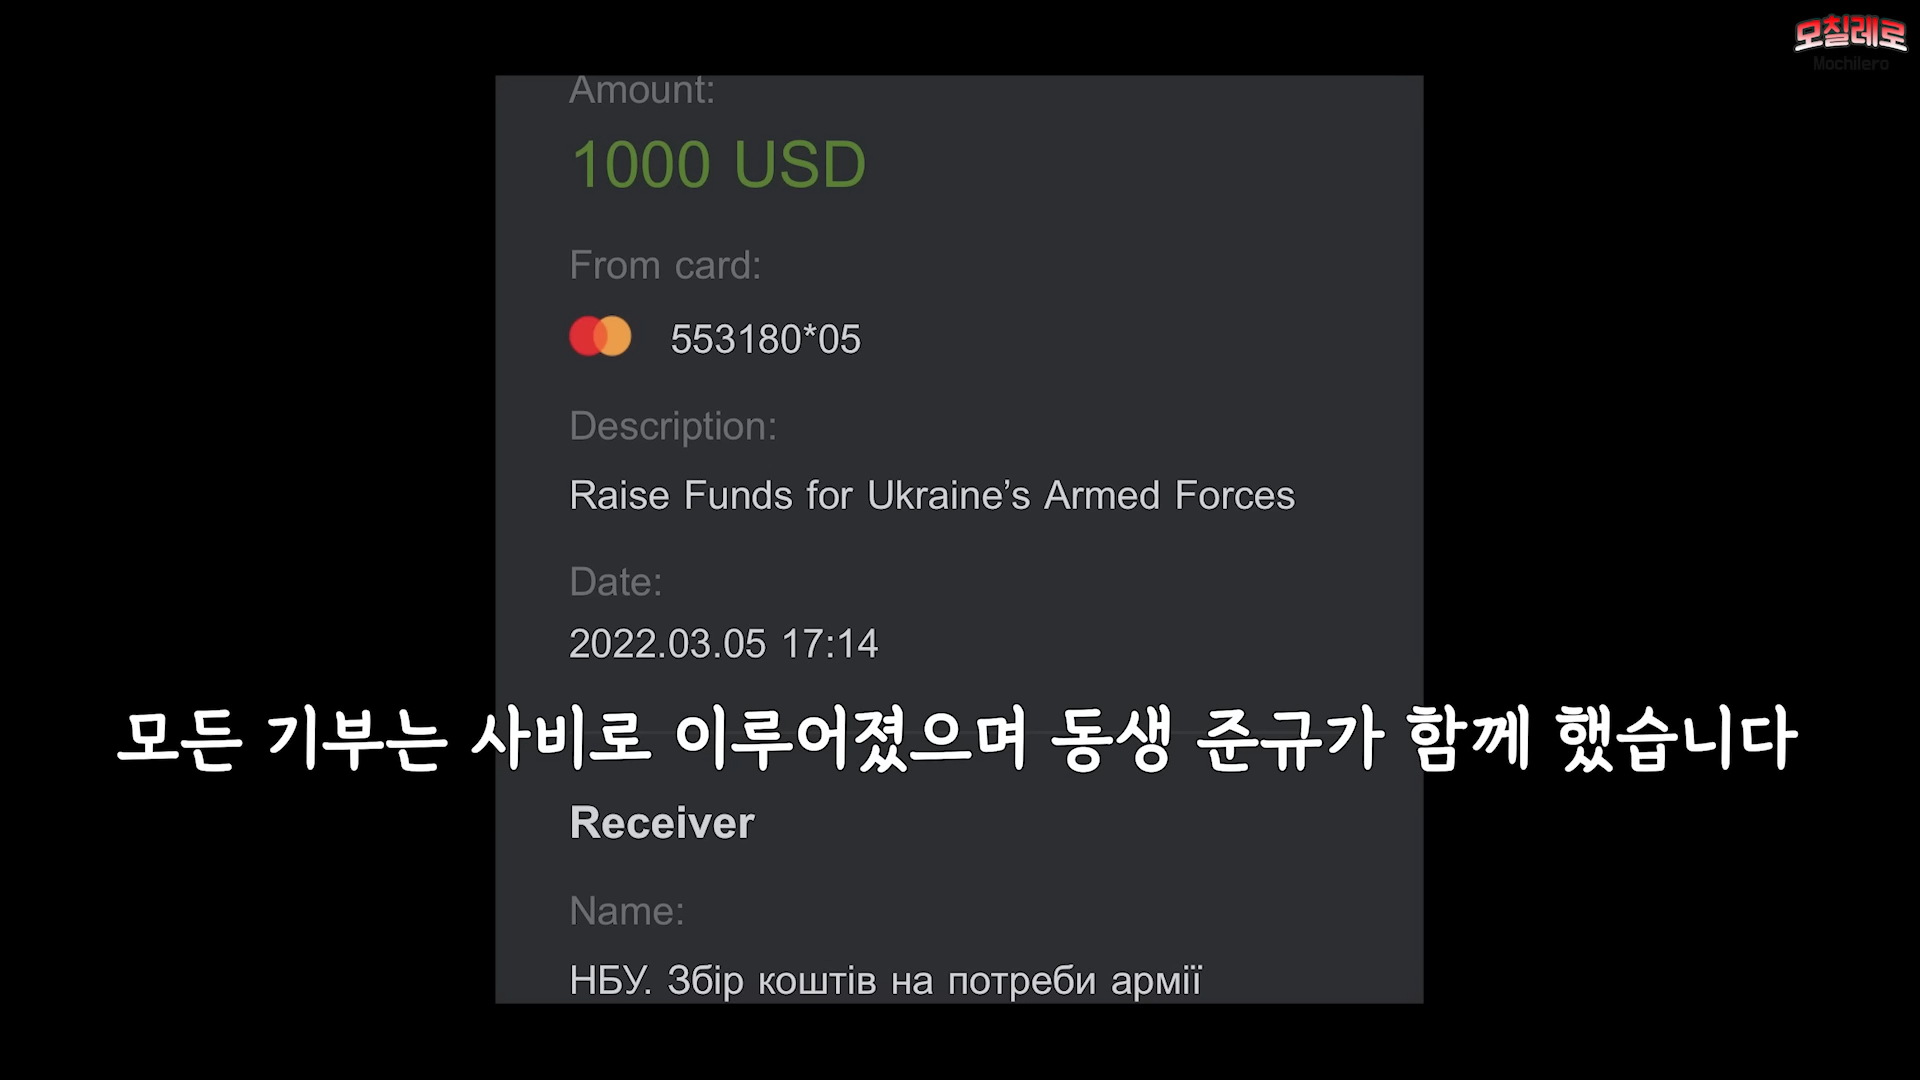 모칠레로
Mochilero
Amount:
1000 USD
From card:
553180*05
Description:
Raise Funds for Ukraine’s Armed Forces
Date:
2022.03.05 17:14
모든 기부는 사비로 이루어졌으며 동생 준규가 함께 했습니다
Receiver
Name:
НБУ. Збір коштів на потреби армії